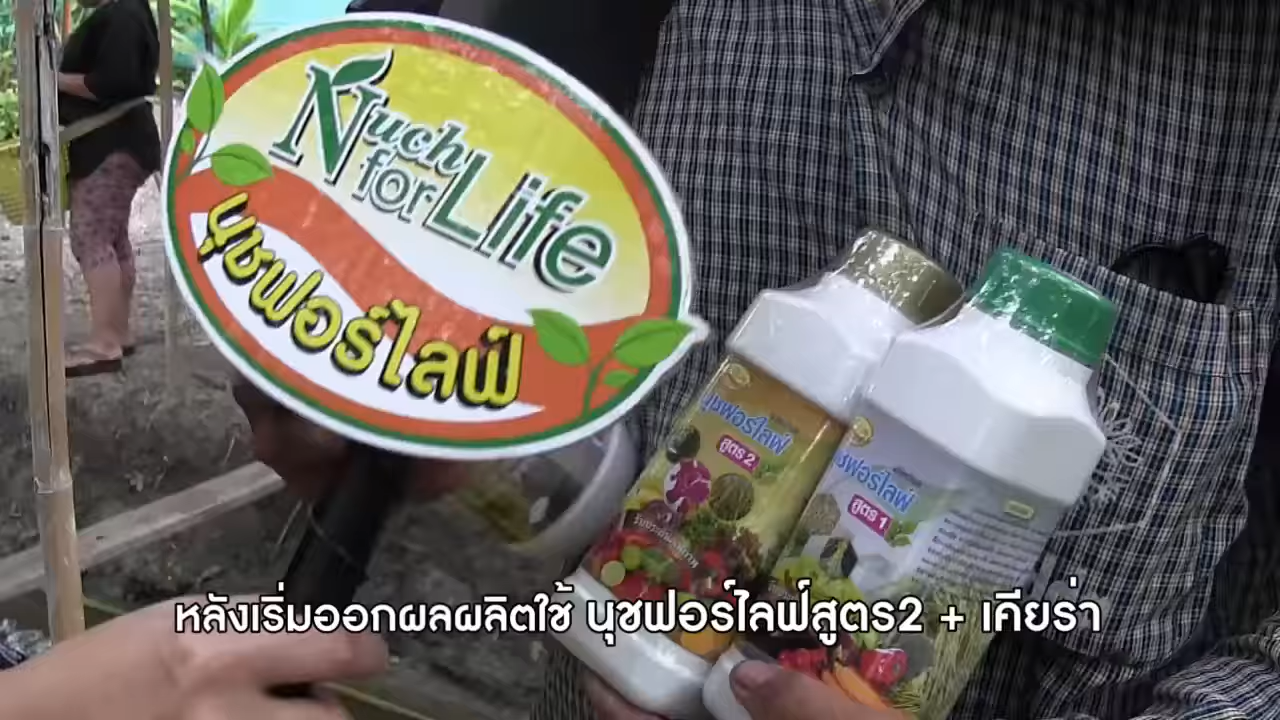 Nuch
for Life
นุชฟอร์ไลฟ์
นุชฟอร์ไลฟ์
สูตร 2
นุชฟอร์ไลฟ์
สูตร 1
หลังเริ่มออกผลผลิตใช้ นุชฟอร์ไลฟ์สูตร2 + เคียร่า